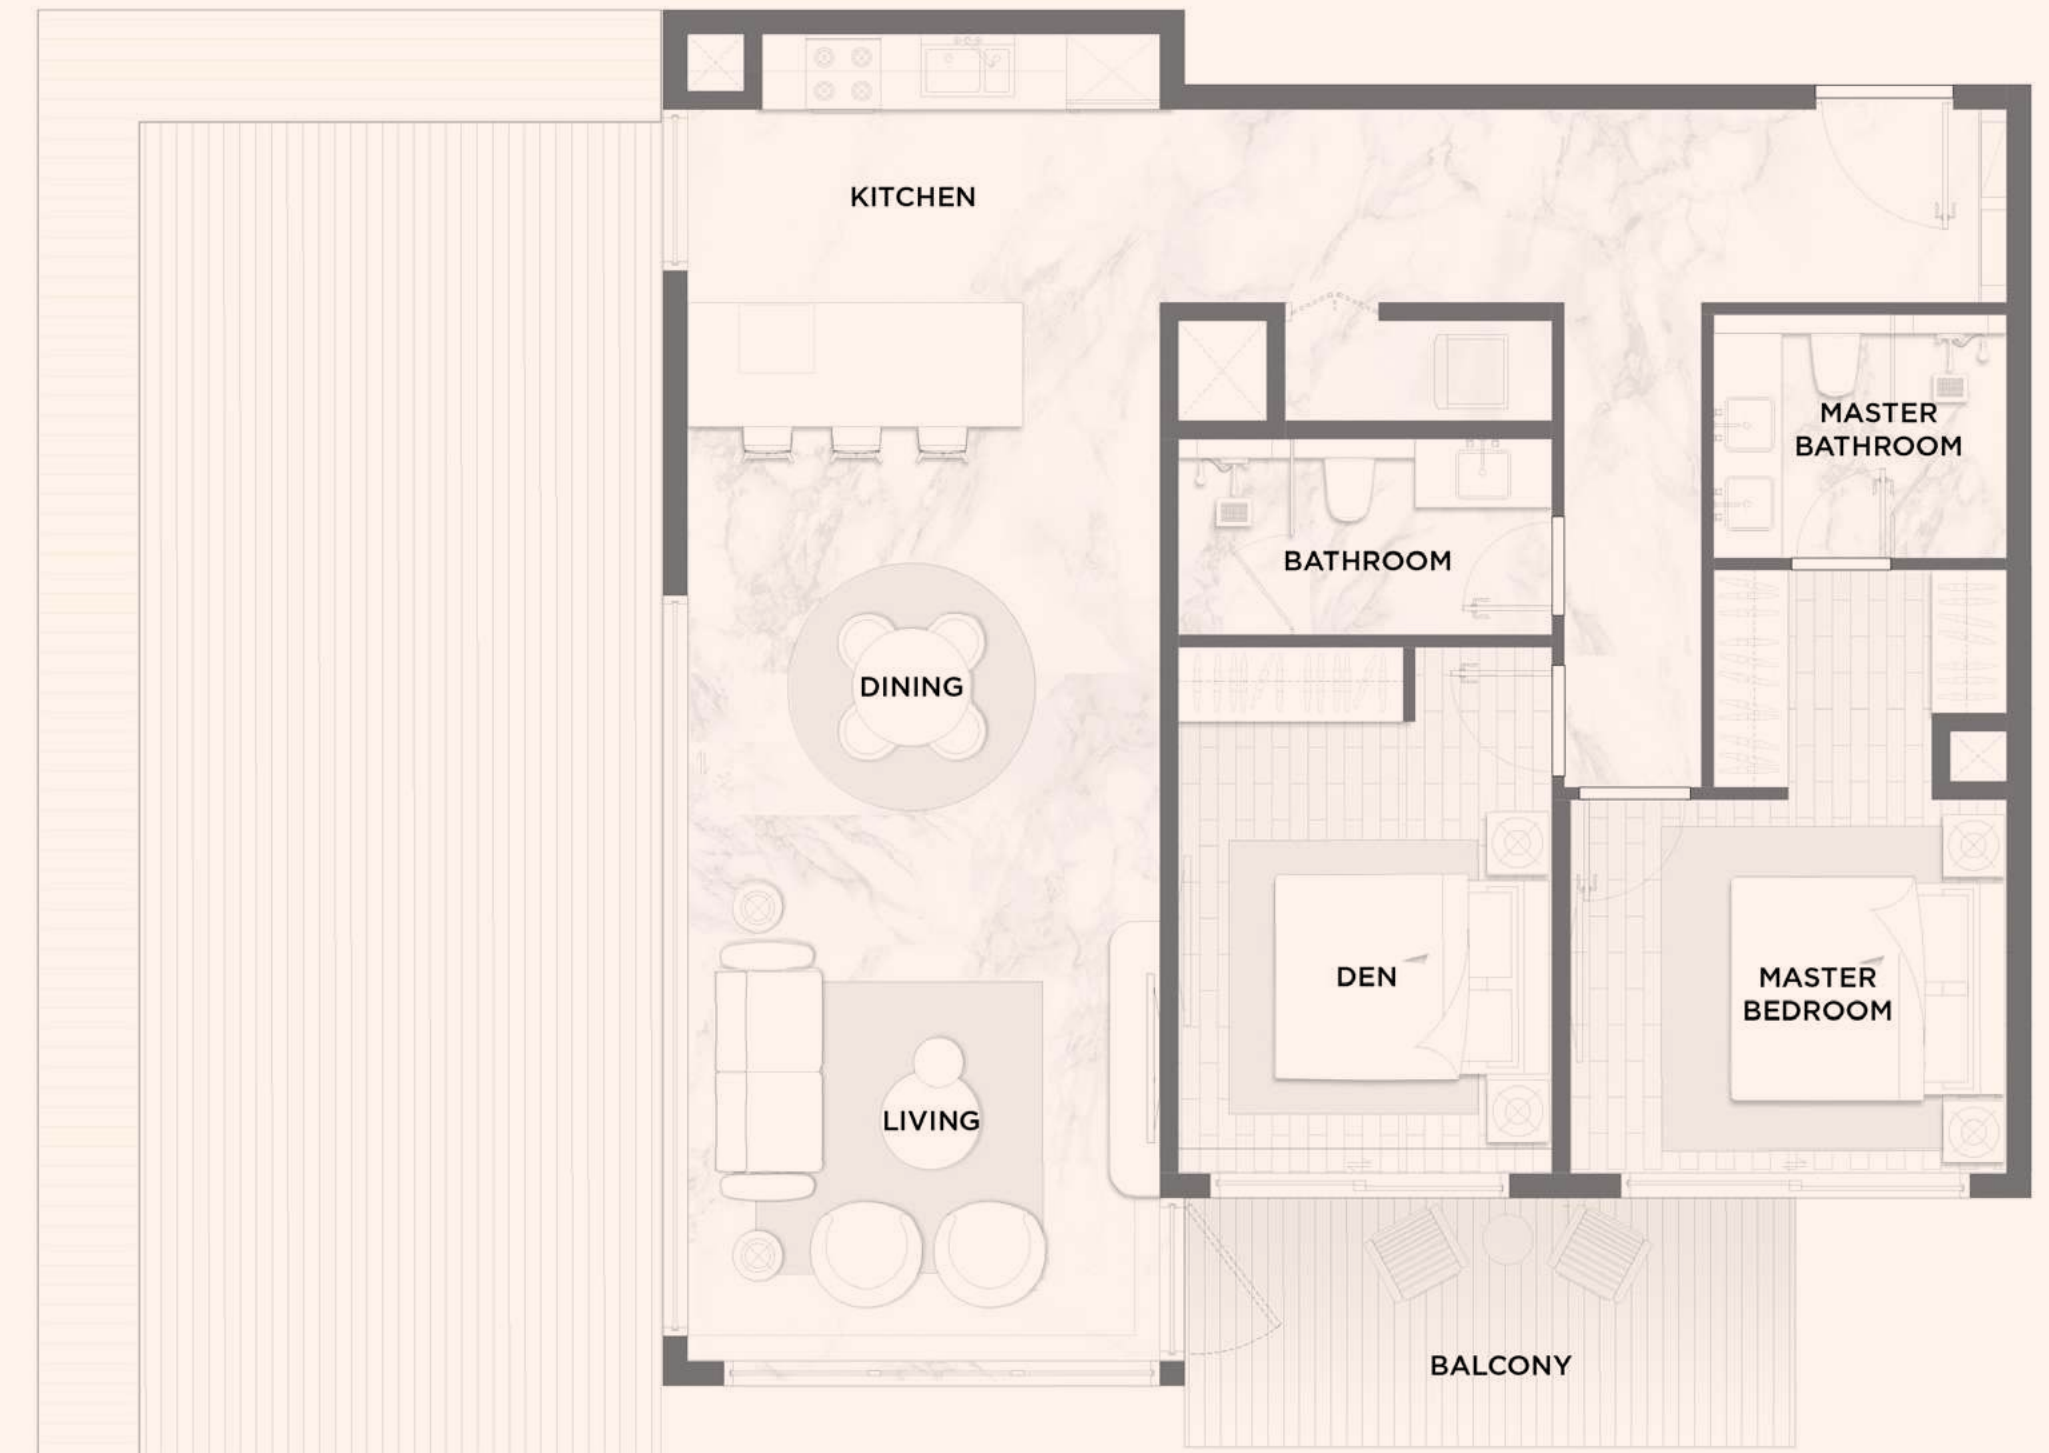 KITCHEN
MASTER
BATHROOM
BATHROOM
DINING
DEN
MASTER
BEDROOM
LIVING
BALCONY